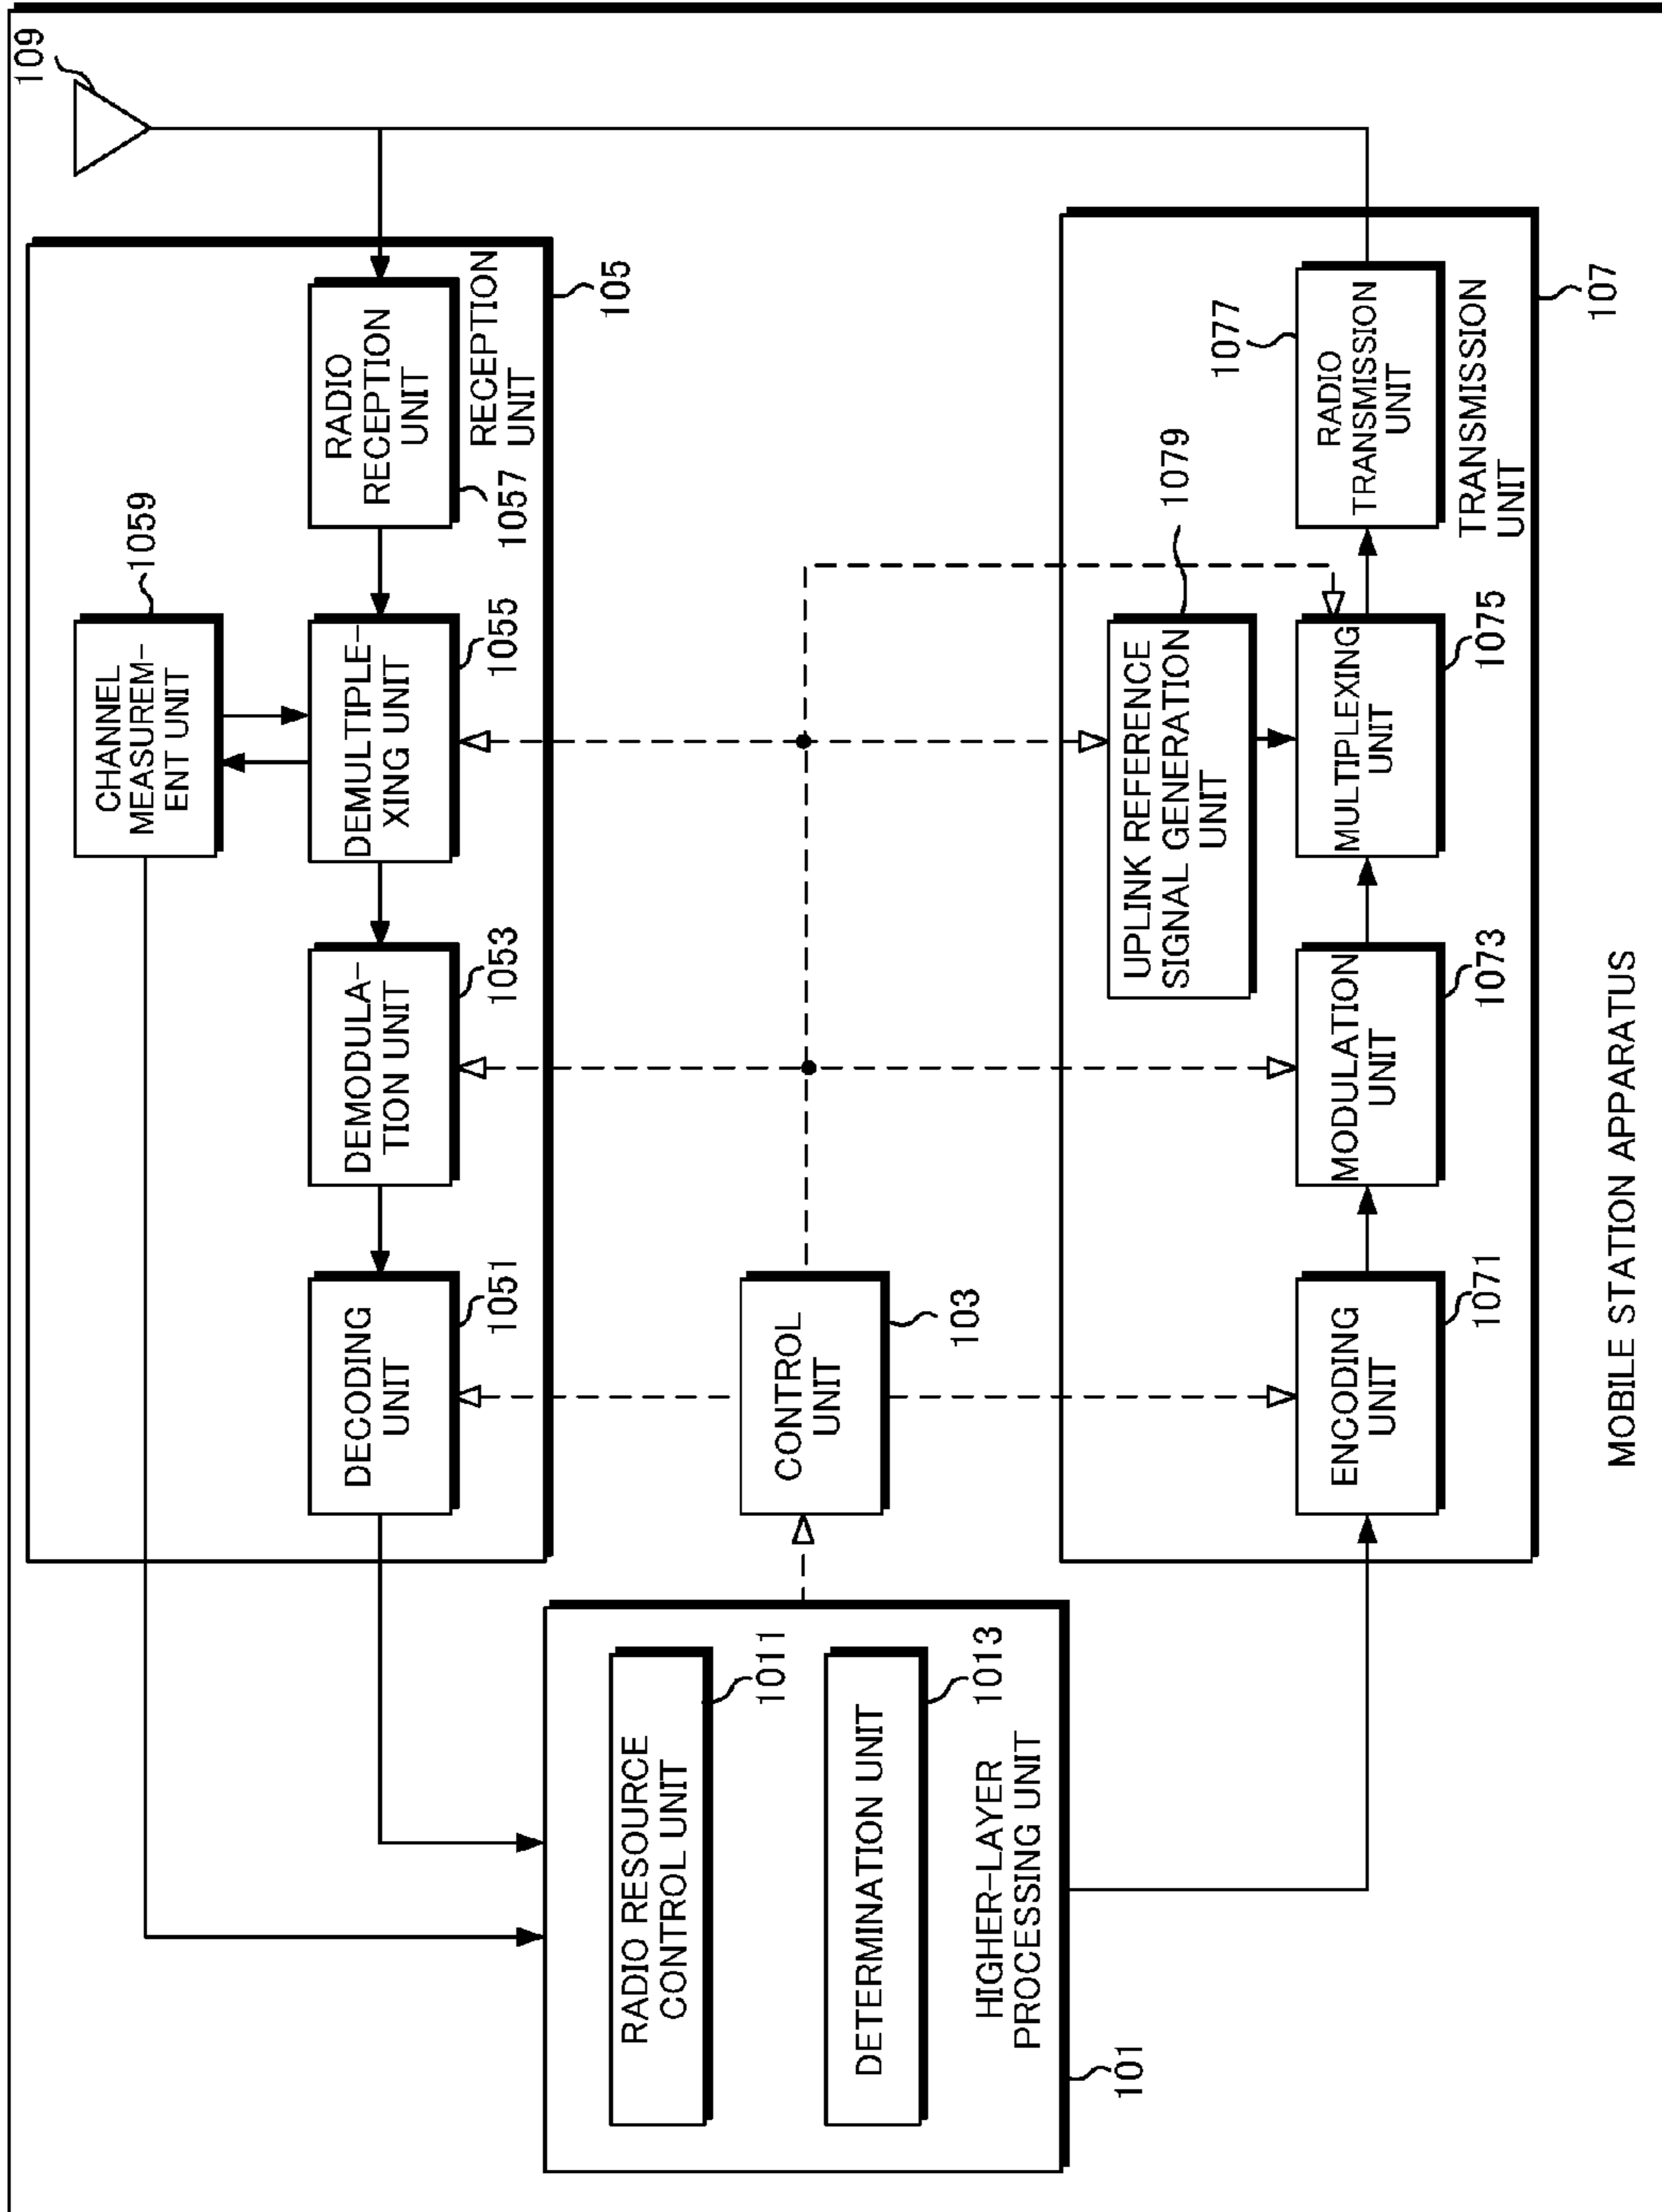 109
1059
CHANNEL
MEASUREM-
ENT UNIT
DECODING
UNIT
1051
DEMODULA-
TION UNIT
1053
DEMULTIPLE-
XING UNIT
1055
RADIO
RECEPTION
UNIT
1057
RECEPTION
UNIT
105
RADIO RESOURCE
CONTROL UNIT
1011
DETERMINATION UNIT
1013
HIGHER-LAYER
PROCESSING UNIT
101
CONTROL
UNIT
103
UPLINK REFERENCE
SIGNAL GENERATION
UNIT
1079
ENCODING
UNIT
1071
MODULATION
UNIT
1073
MULTIPLEXING
UNIT
1075
RADIO
TRANSMISSION
UNIT
1077
TRANSMISSION
UNIT
107
MOBILE STATION APPARATUS